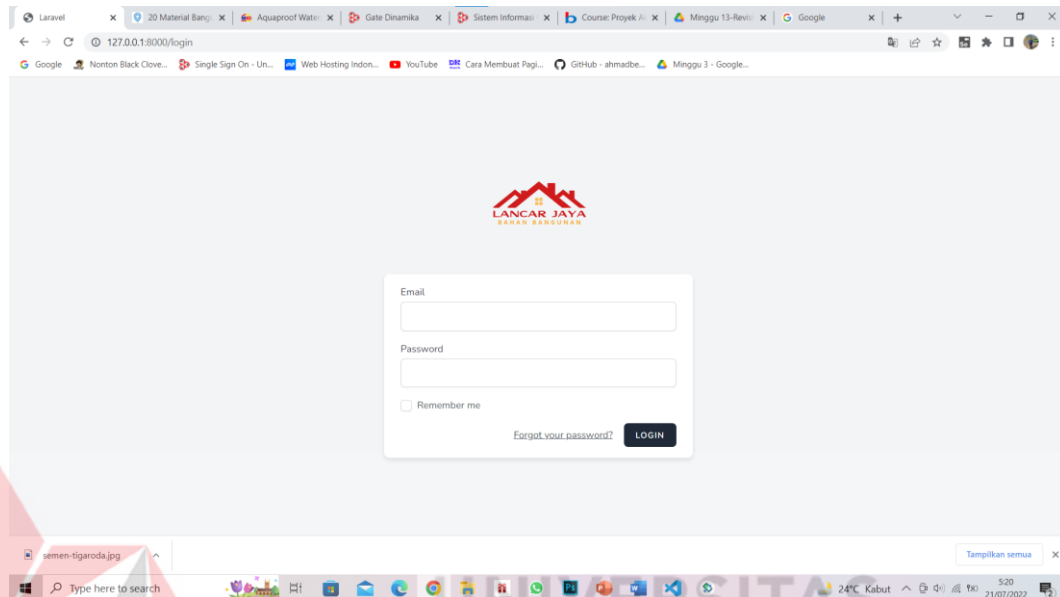 Laravel
20 Material Bang
Aquaproof Water
Gate Dinamika
Sistem Informasi
Course: Proyek A
Minggu 13-Revis
Google
127.0.0.1:8000/login
Google
Nonton Black Clove...
Single Sign On - Un...
Web Hosting Indon...
YouTube
Cara Membuat Pagi...
GitHub - ahmadbe...
Minggu 3 - Google...
LANCAR JAYA
BAHAN BANGUNAN
Email
Password
Remember me
Forgot your password?
LOGIN
semen-tigaroda.jpg
Tampilkan semua
Type here to search
24°C Kabut
5:20
21/07/2022